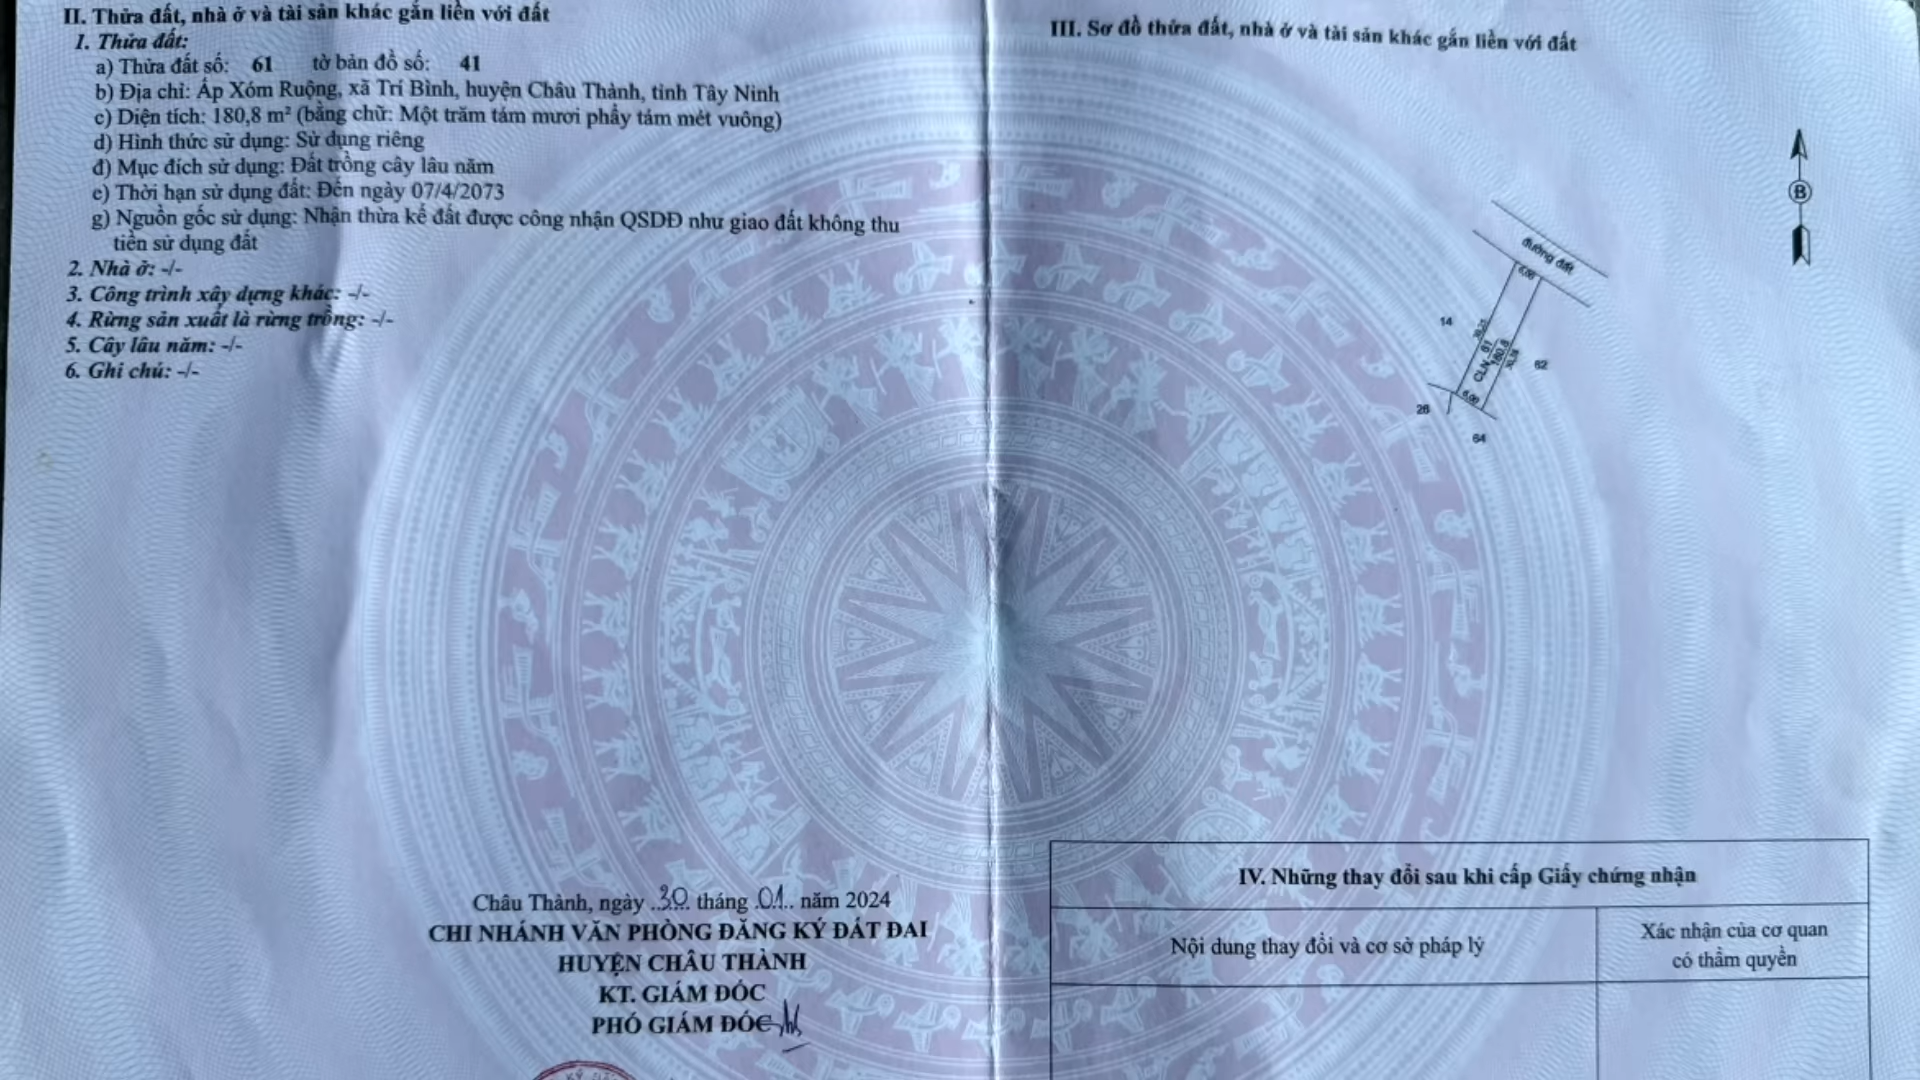 II. Thửa đất, nhà ở và tài sản khác gắn liền với đất
1. Thửa đất:
a) Thửa đất số: 61 tờ bản đồ số: 41
b) Địa chỉ: Ấp Xóm Ruộng, xã Trí Bình, huyện Châu Thành, tỉnh Tây Ninh
c) Diện tích: 180,8 m² (bằng chữ: Một trăm tám mươi phẩy tám mét vuông)
d) Hình thức sử dụng: Sử dụng riêng
đ) Mục đích sử dụng: Đất trồng cây lâu năm
e) Thời hạn sử dụng đất: Đến ngày 07/4/2073
g) Nguồn gốc sử dụng: Nhận thừa kế đất được công nhận QSDĐ như giao đất không thu
tiền sử dụng đất
2. Nhà ở: -/-
3. Công trình xây dựng khác: -/-
4. Rừng sản xuất là rừng trồng: -/-
5. Cây lâu năm: -/-
6. Ghi chú: -/-
Châu Thành, ngày 30 tháng 01 năm 2024
CHI NHÁNH VĂN PHÒNG ĐĂNG KÝ ĐẤT ĐAI
HUYỆN CHÂU THÀNH
KT. GIÁM ĐỐC
PHÓ GIÁM ĐỐC
III. Sơ đồ thửa đất, nhà ở và tài sản khác gắn liền với đất
B
đường đất
14
CLN 61
180.8
62
6.00
26
64
IV. Những thay đổi sau khi cấp Giấy chứng nhận
Nội dung thay đổi và cơ sở pháp lý
Xác nhận của cơ quan
có thẩm quyền